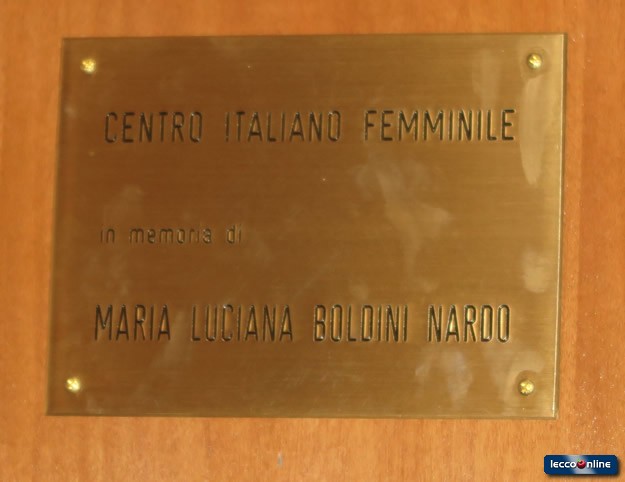 CENTRO ITALIANO FEMMINILE
in memoria di
MARIA LUCIANA BOLDINI NARDO
leccoonline